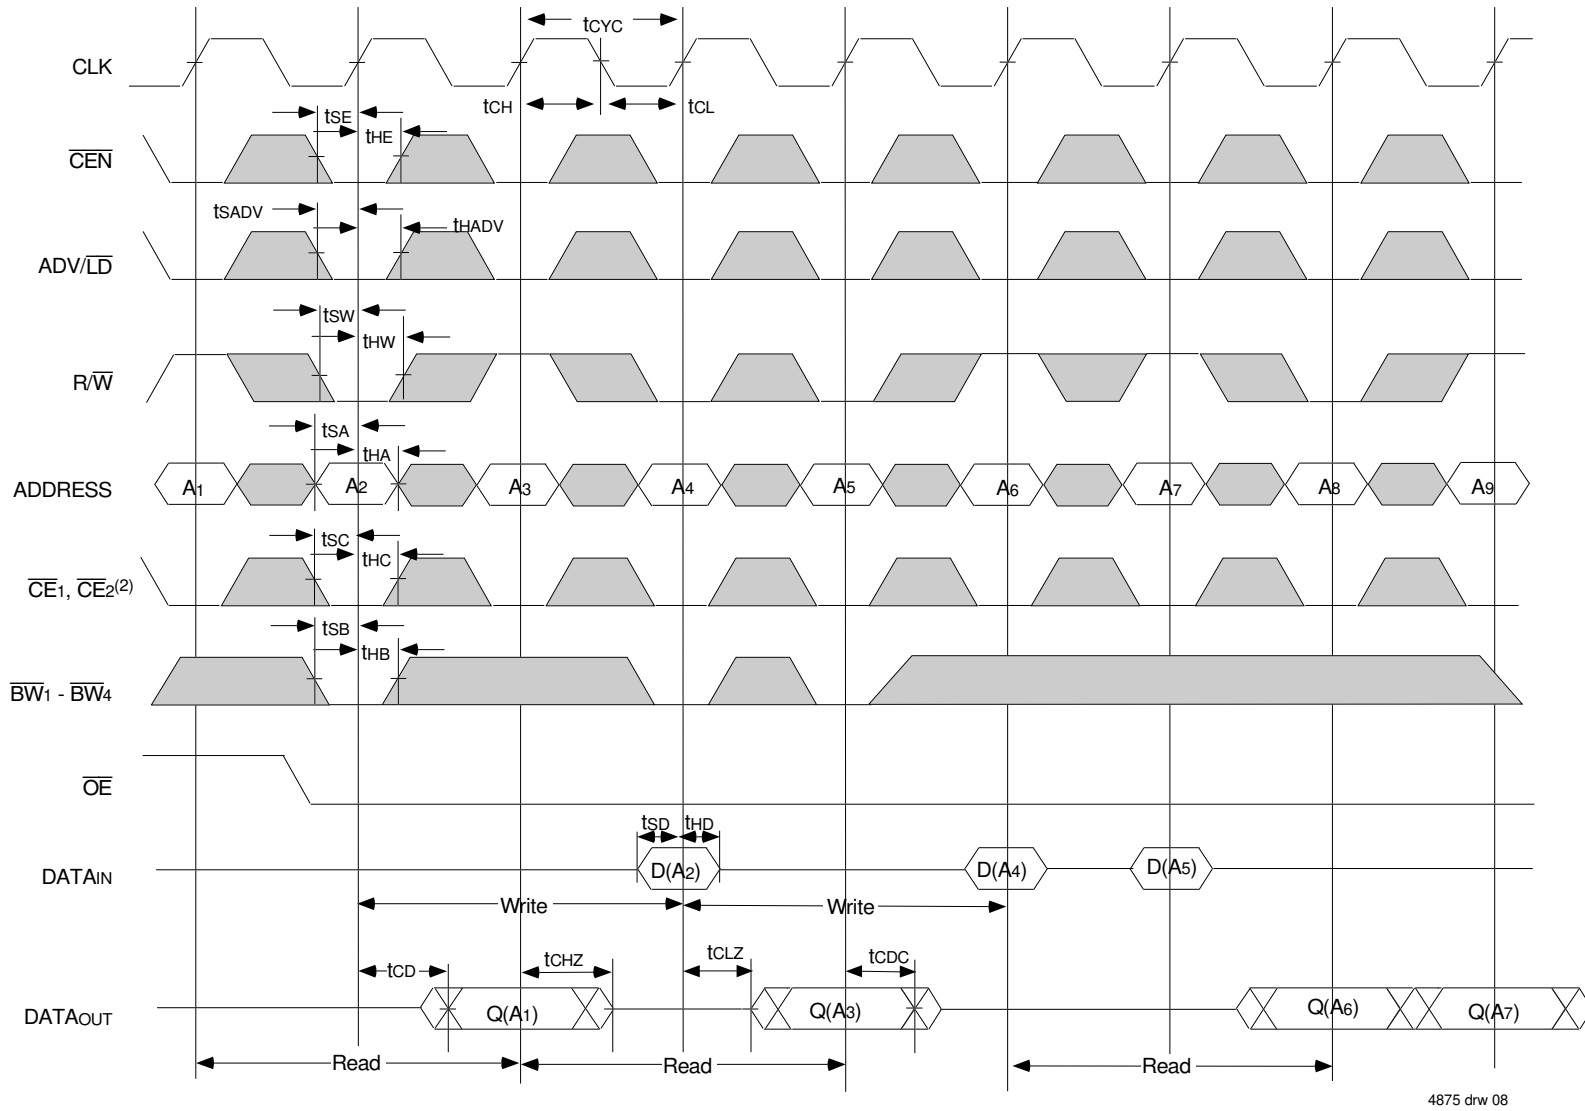 tCYC
CLK
tCH
tCL
tSE
tHE
CEN
tSADV
tHADV
ADV/LD
tSW
tHW
R/W
tSA
tHA
ADDRESS
A1 A2 A3 A4 A5 A6 A7 A8 A9
tSC
tHC
CE1, CE2(2)
tSB
tHB
BW1 - BW4
OE
tSD tHD
DATAIN
D(A2) D(A4) D(A5)
Write Write
tCD tCHZ tCLZ tCDC
DATAOUT
Q(A1) Q(A3) Q(A6) Q(A7)
Read Read Read
4875 drw 08